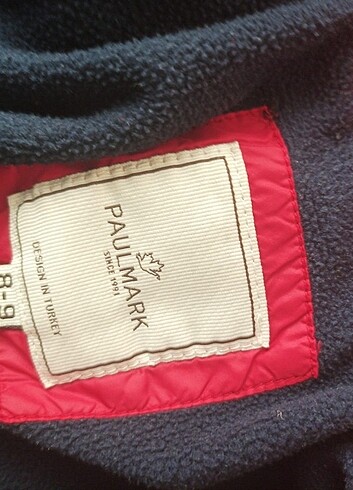 PAULMARK
SINCE 1991
DESIGN IN TURKEY
8-9